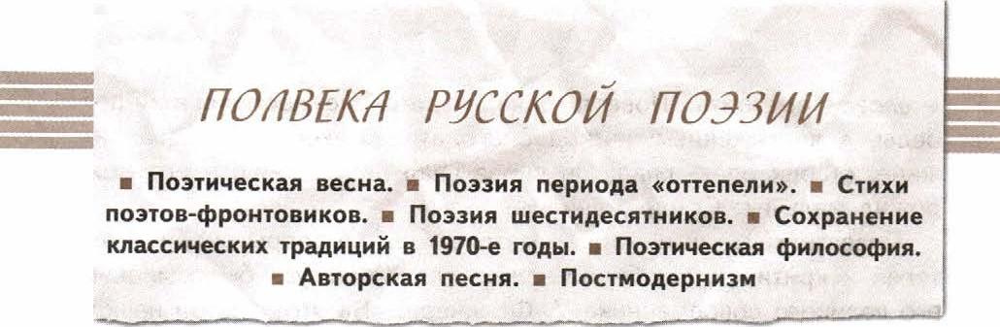 ПОЛВЕКА РУССКОЙ ПОЭЗИИ
▪ Поэтическая весна. ▪ Поэзия периода «оттепели». ▪ Стихи
поэтов-фронтовиков. ▪ Поэзия шестидесятников. ▪ Сохранение
классических традиций в 1970-е годы. ▪ Поэтическая философия.
▪ Авторская песня. ▪ Постмодернизм